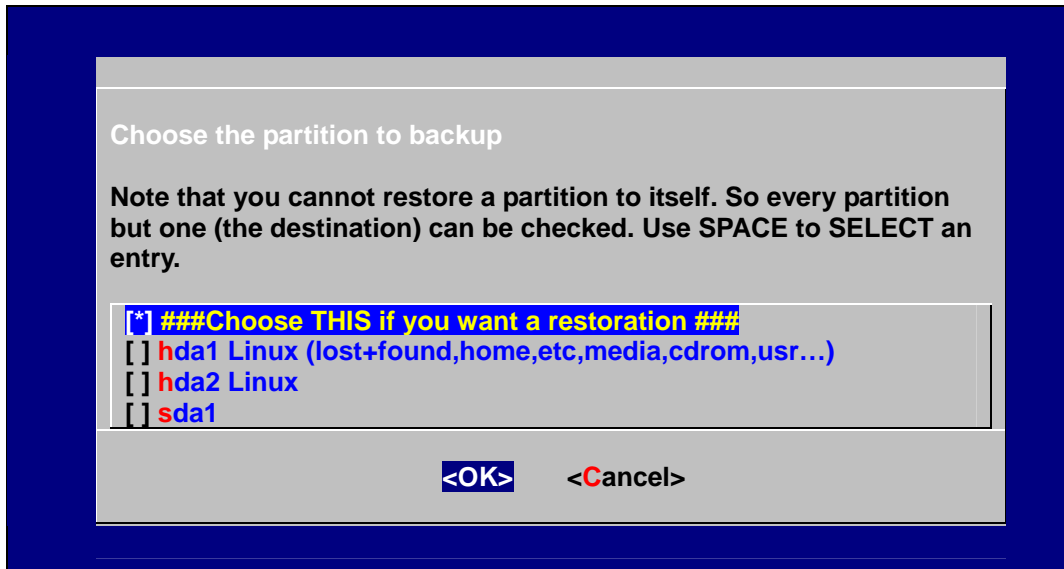 Choose the partition to backup
Note that you cannot restore a partition to itself. So every partition
but one (the destination) can be checked. Use SPACE to SELECT an
entry.
[*] ###Choose THIS if you want a restoration ###
[ ] hda1 Linux (lost+found,home,etc,media,cdrom,usr…)
[ ] hda2 Linux
[ ] sda1
<OK> <Cancel>